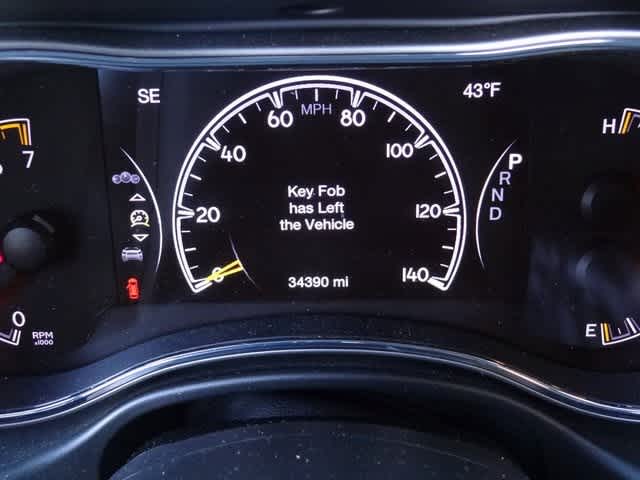 SE
43°F
MPH
0
20
40
60
80
100
120
140
Key Fob
has Left
the Vehicle
34390 mi
P
R
N
D
7
0
RPM
x1000
H
E